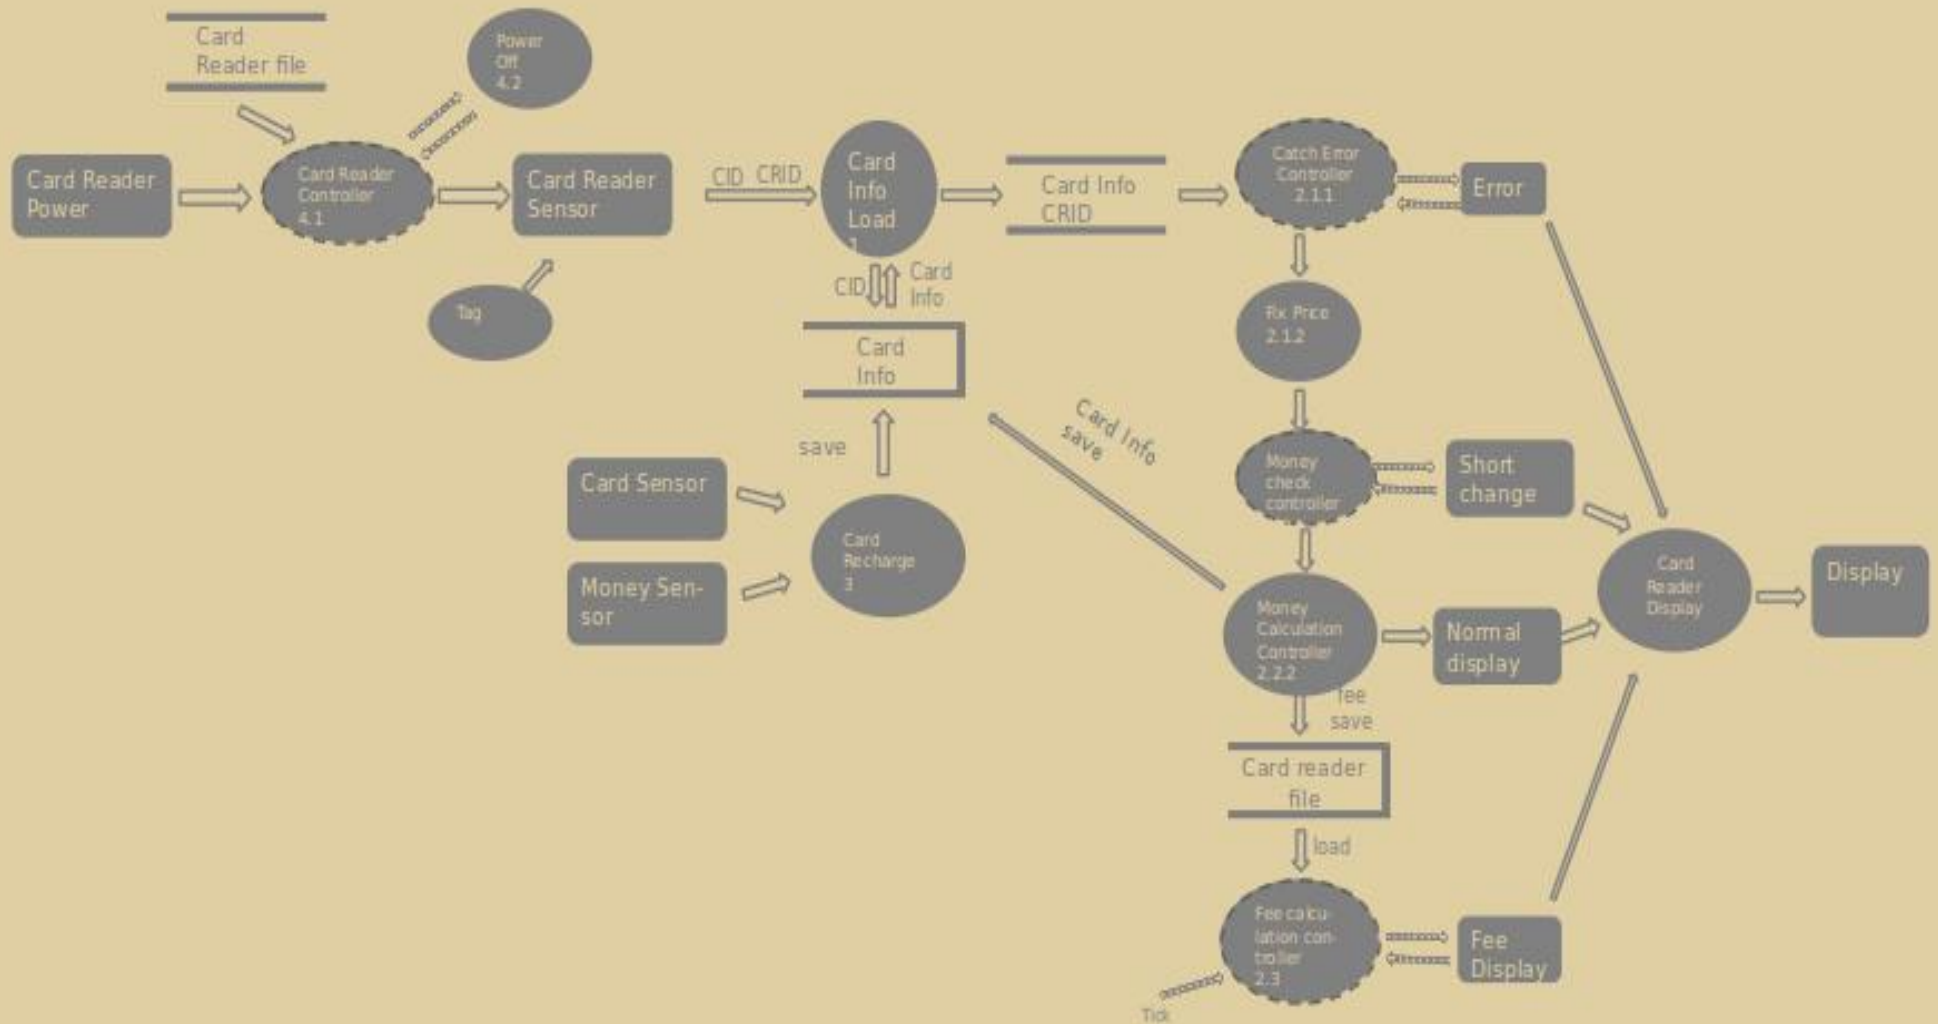 Card
Reader file
Power
Off
4.2
Card Reader
Power
Card Reader
Controller
4.1
Card Reader
Sensor
Tag
CID CRID
Card
Info
Load
1
Card Info
CRID
Catch Error
Controller
2.1.1
Error
CID
Card
Info
Card
Info
Rx Price
2.1.2
save
Card Info
save
Card Sensor
Money Sen-
sor
Card
Recharge
3
Money
check
controller
Short
change
Money
Calculation
Controller
2.2.2
Normal
display
Card
Reader
Display
Display
fee
save
Card reader
file
load
Fee calcu-
lation con-
troller
2.3
Fee
Display
Tick